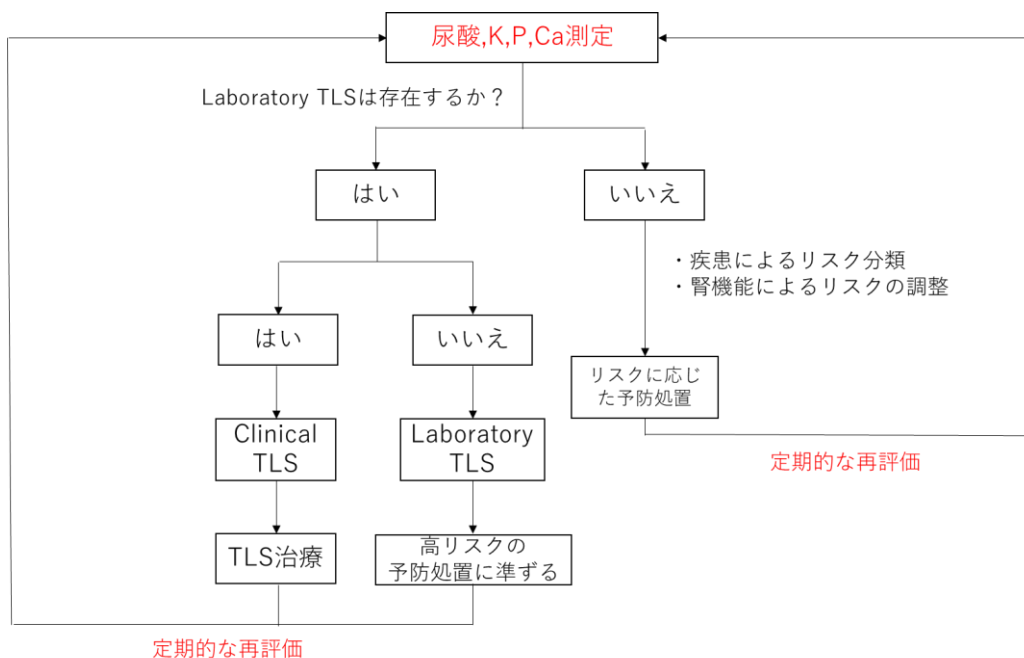 尿酸,K,P,Ca測定
Laboratory TLSは存在するか？
はい
いいえ
・疾患によるリスク分類
・腎機能によるリスクの調整
はい
いいえ
リスクに応じ
た予防処置
Clinical
TLS
Laboratory
TLS
定期的な再評価
TLS治療
高リスクの
予防処置に準ずる
定期的な再評価